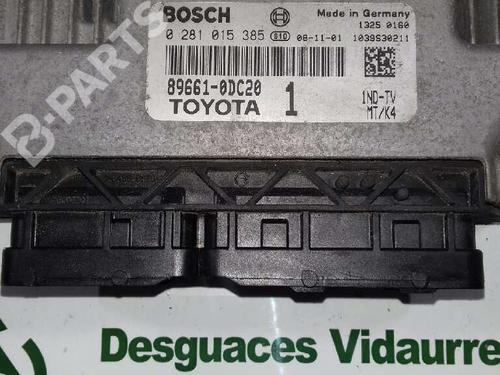 BOSCH
Made in Germany
1325 0160
0 281 015 385 08-11-01 1039S30211
89661-0DC20
TOYOTA 1
1ND-TV
MT/K4
B-PARTS
Desguaces Vidaurre